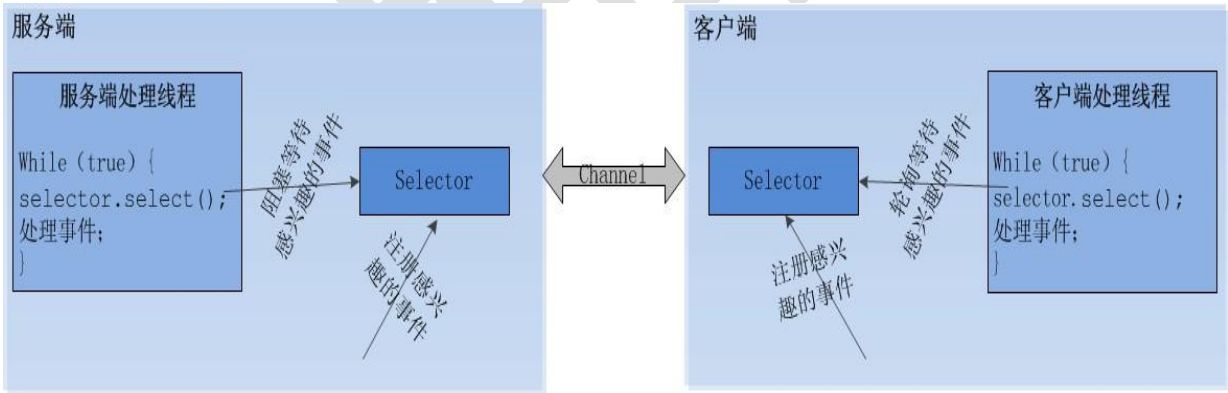 服务端
服务端处理线程
While（true）{
selector.select();
处理事件;
}
阻塞等待
感兴趣的事件
Selector
注册感兴
趣的事件
Channel
客户端
Selector
轮询等待
感兴趣的事件
注册感兴
趣的事件
客户端处理线程
While（true）{
selector.select();
处理事件;
}